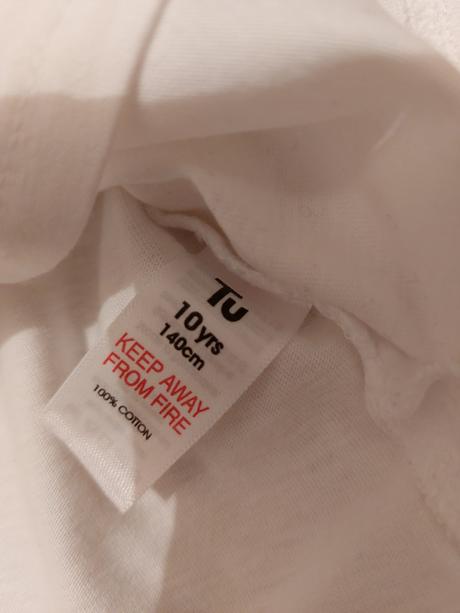 Tu
10 yrs
140cm
KEEP AWAY
FROM FIRE
100% COTTON